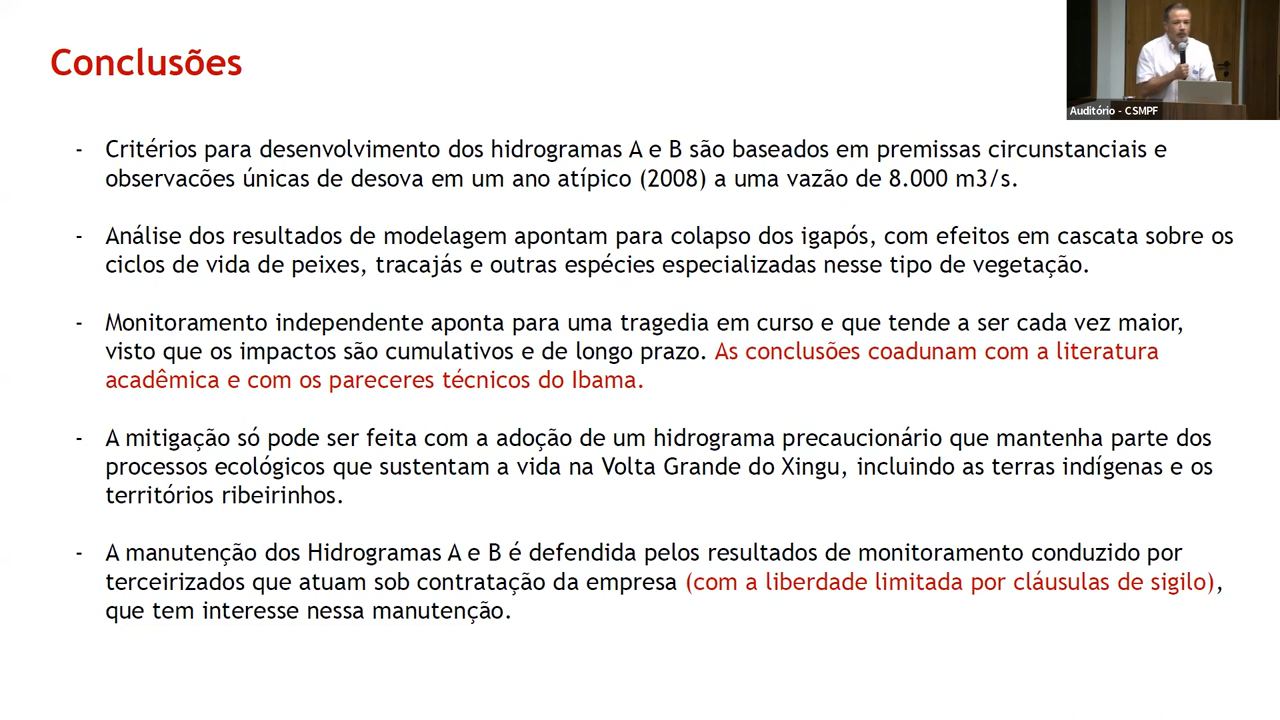 Conclusões
Auditório - CSMPF
- Critérios para desenvolvimento dos hidrogramas A e B são baseados em premissas circunstanciais e
observacões únicas de desova em um ano atípico (2008) a uma vazão de 8.000 m3/s.
- Análise dos resultados de modelagem apontam para colapso dos igapós, com efeitos em cascata sobre os
ciclos de vida de peixes, tracajás e outras espécies especializadas nesse tipo de vegetação.
- Monitoramento independente aponta para uma tragedia em curso e que tende a ser cada vez maior,
visto que os impactos são cumulativos e de longo prazo. As conclusões coadunam com a literatura
acadêmica e com os pareceres técnicos do Ibama.
- A mitigação só pode ser feita com a adoção de um hidrograma precaucionário que mantenha parte dos
processos ecológicos que sustentam a vida na Volta Grande do Xingu, incluindo as terras indígenas e os
territórios ribeirinhos.
- A manutenção dos Hidrogramas A e B é defendida pelos resultados de monitoramento conduzido por
terceirizados que atuam sob contratação da empresa (com a liberdade limitada por cláusulas de sigilo),
que tem interesse nessa manutenção.